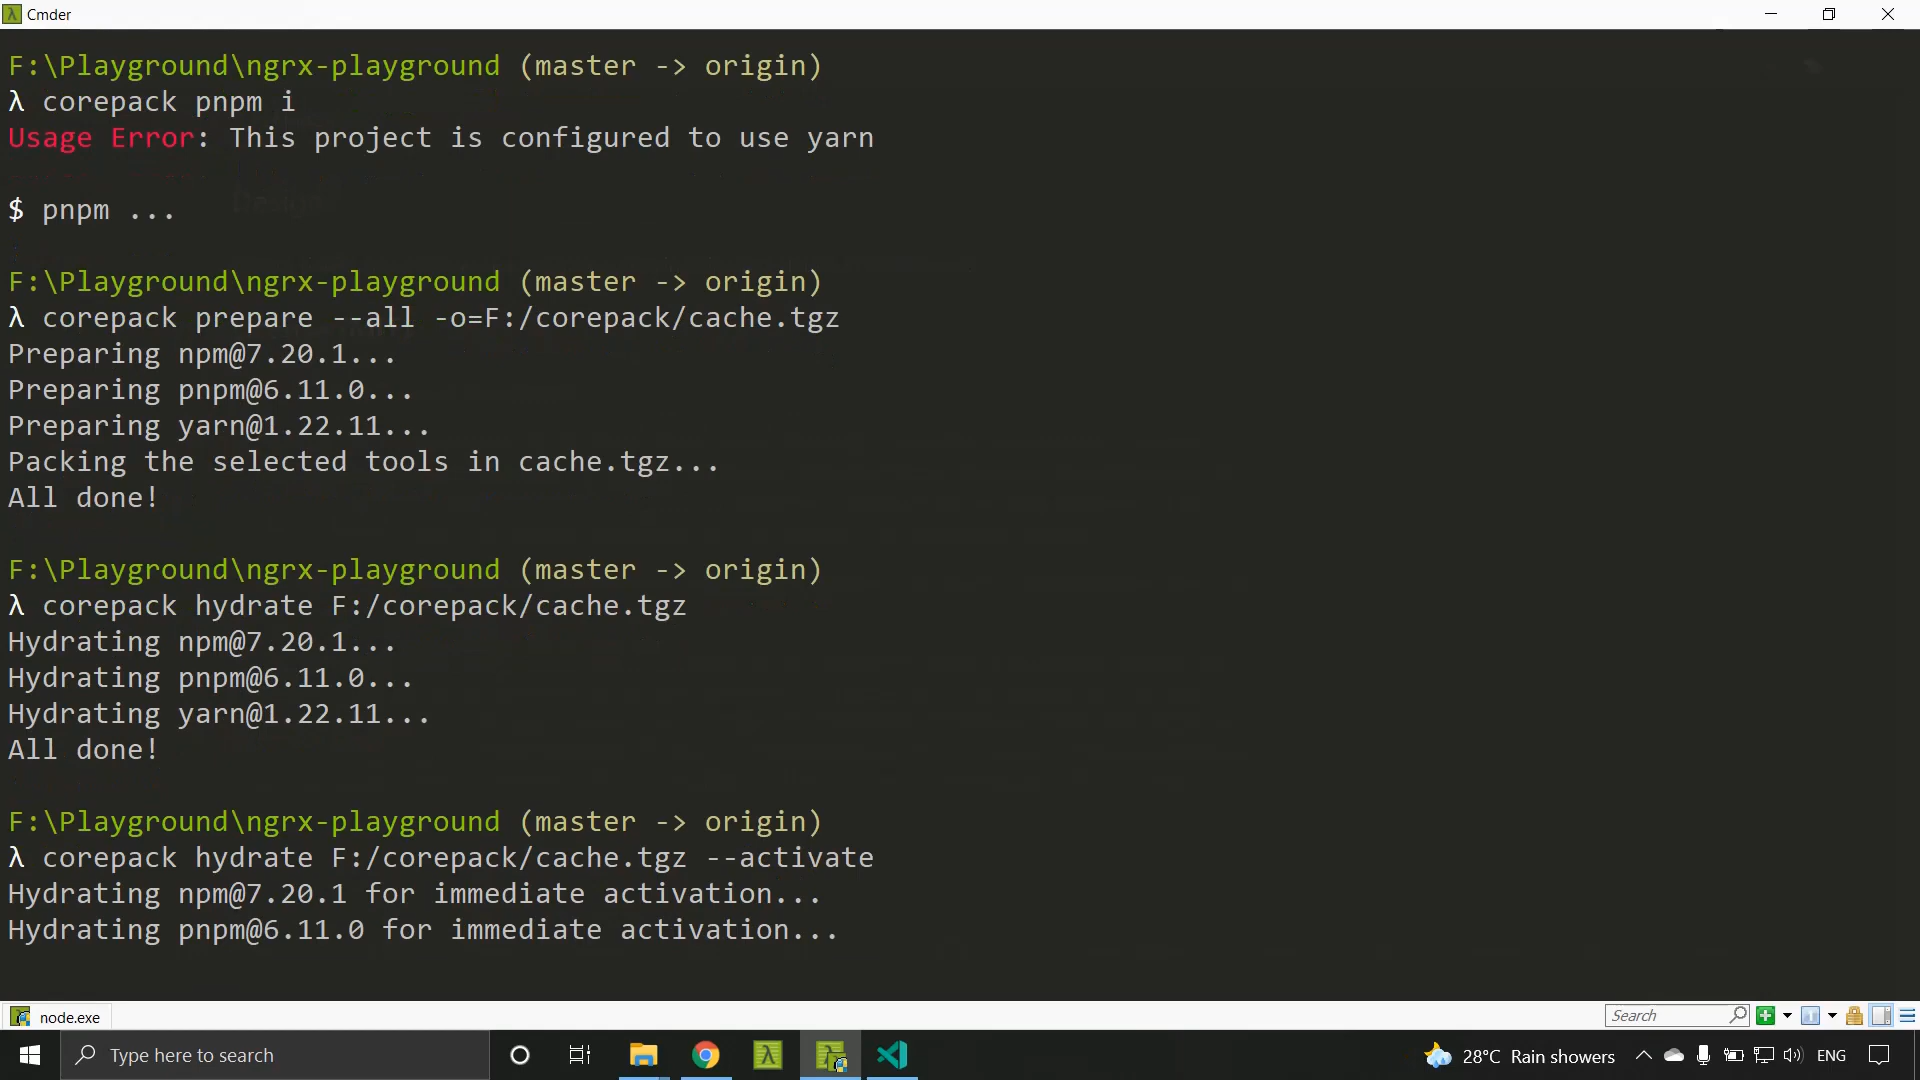 Cmder
F:\Playground\ngrx-playground (master -> origin)
λ corepack pnpm i
Usage Error: This project is configured to use yarn
$ pnpm ...
F:\Playground\ngrx-playground (master -> origin)
λ corepack prepare --all -o=F:/corepack/cache.tgz
Preparing npm@7.20.1...
Preparing pnpm@6.11.0...
Preparing yarn@1.22.11...
Packing the selected tools in cache.tgz...
All done!
F:\Playground\ngrx-playground (master -> origin)
λ corepack hydrate F:/corepack/cache.tgz
Hydrating npm@7.20.1...
Hydrating pnpm@6.11.0...
Hydrating yarn@1.22.11...
All done!
F:\Playground\ngrx-playground (master -> origin)
λ corepack hydrate F:/corepack/cache.tgz --activate
Hydrating npm@7.20.1 for immediate activation...
Hydrating pnpm@6.11.0 for immediate activation...
node.exe
Search
Type here to search
28°C Rain showers
ENG